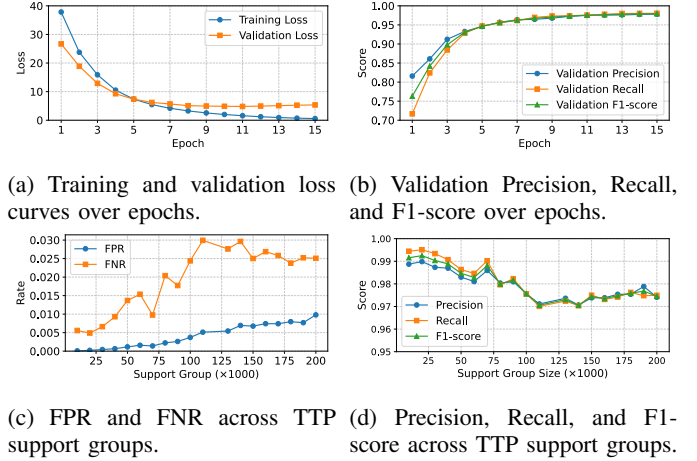 40
30
20
10
0
Loss
Training Loss
Validation Loss
1 3 5 7 9 11 13 15
Epoch
1.00
0.95
0.90
0.85
0.80
0.75
0.70
Score
Validation Precision
Validation Recall
Validation F1-score
1 3 5 7 9 11 13 15
Epoch
(a) Training and validation loss
curves over epochs.
(b) Validation Precision, Recall,
and F1-score over epochs.
0.030
0.025
0.020
0.015
0.010
0.005
0.000
Rate
FPR
FNR
25 50 75 100 125 150 175 200
Support Group (×1000)
1.00
0.99
0.98
0.97
0.96
0.95
Score
Precision
Recall
F1-score
25 50 75 100 125 150 175 200
Support Group Size (×1000)
(c) FPR and FNR across TTP
support groups.
(d) Precision, Recall, and F1-
score across TTP support groups.